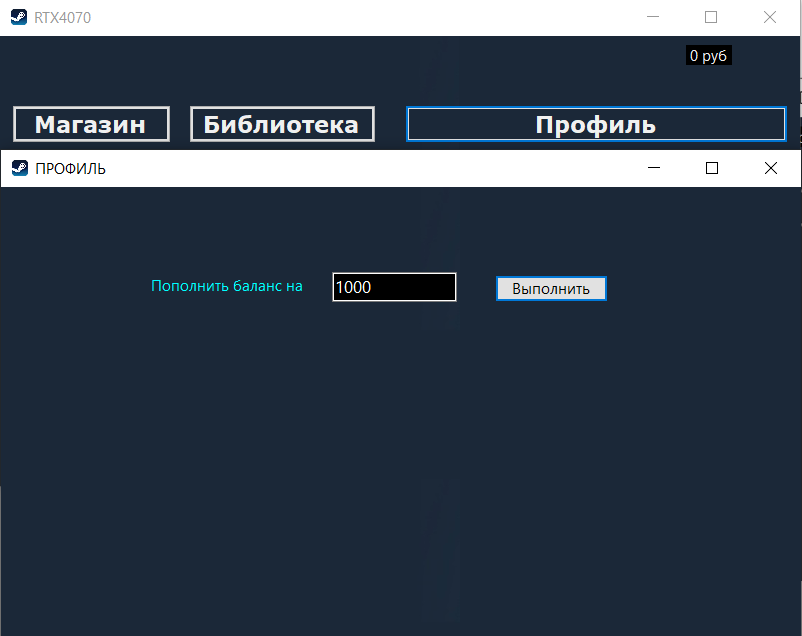 RTX4070
0 руб
Магазин Библиотека Профиль
ПРОФИЛЬ
Пополнить баланс на 1000 Выполнить